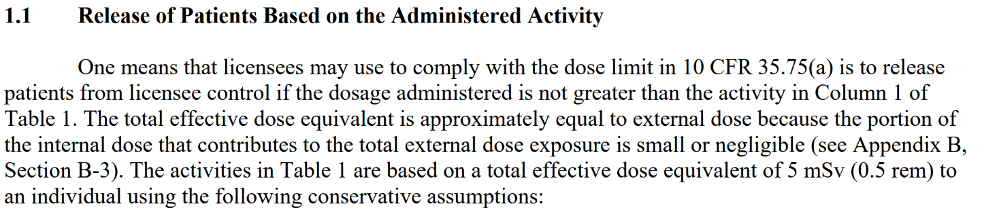 1.1 Release of Patients Based on the Administered Activity
One means that licensees may use to comply with the dose limit in 10 CFR 35.75(a) is to release
patients from licensee control if the dosage administered is not greater than the activity in Column 1 of
Table 1. The total effective dose equivalent is approximately equal to external dose because the portion of
the internal dose that contributes to the total external dose exposure is small or negligible (see Appendix B,
Section B-3). The activities in Table 1 are based on a total effective dose equivalent of 5 mSv (0.5 rem) to
an individual using the following conservative assumptions: